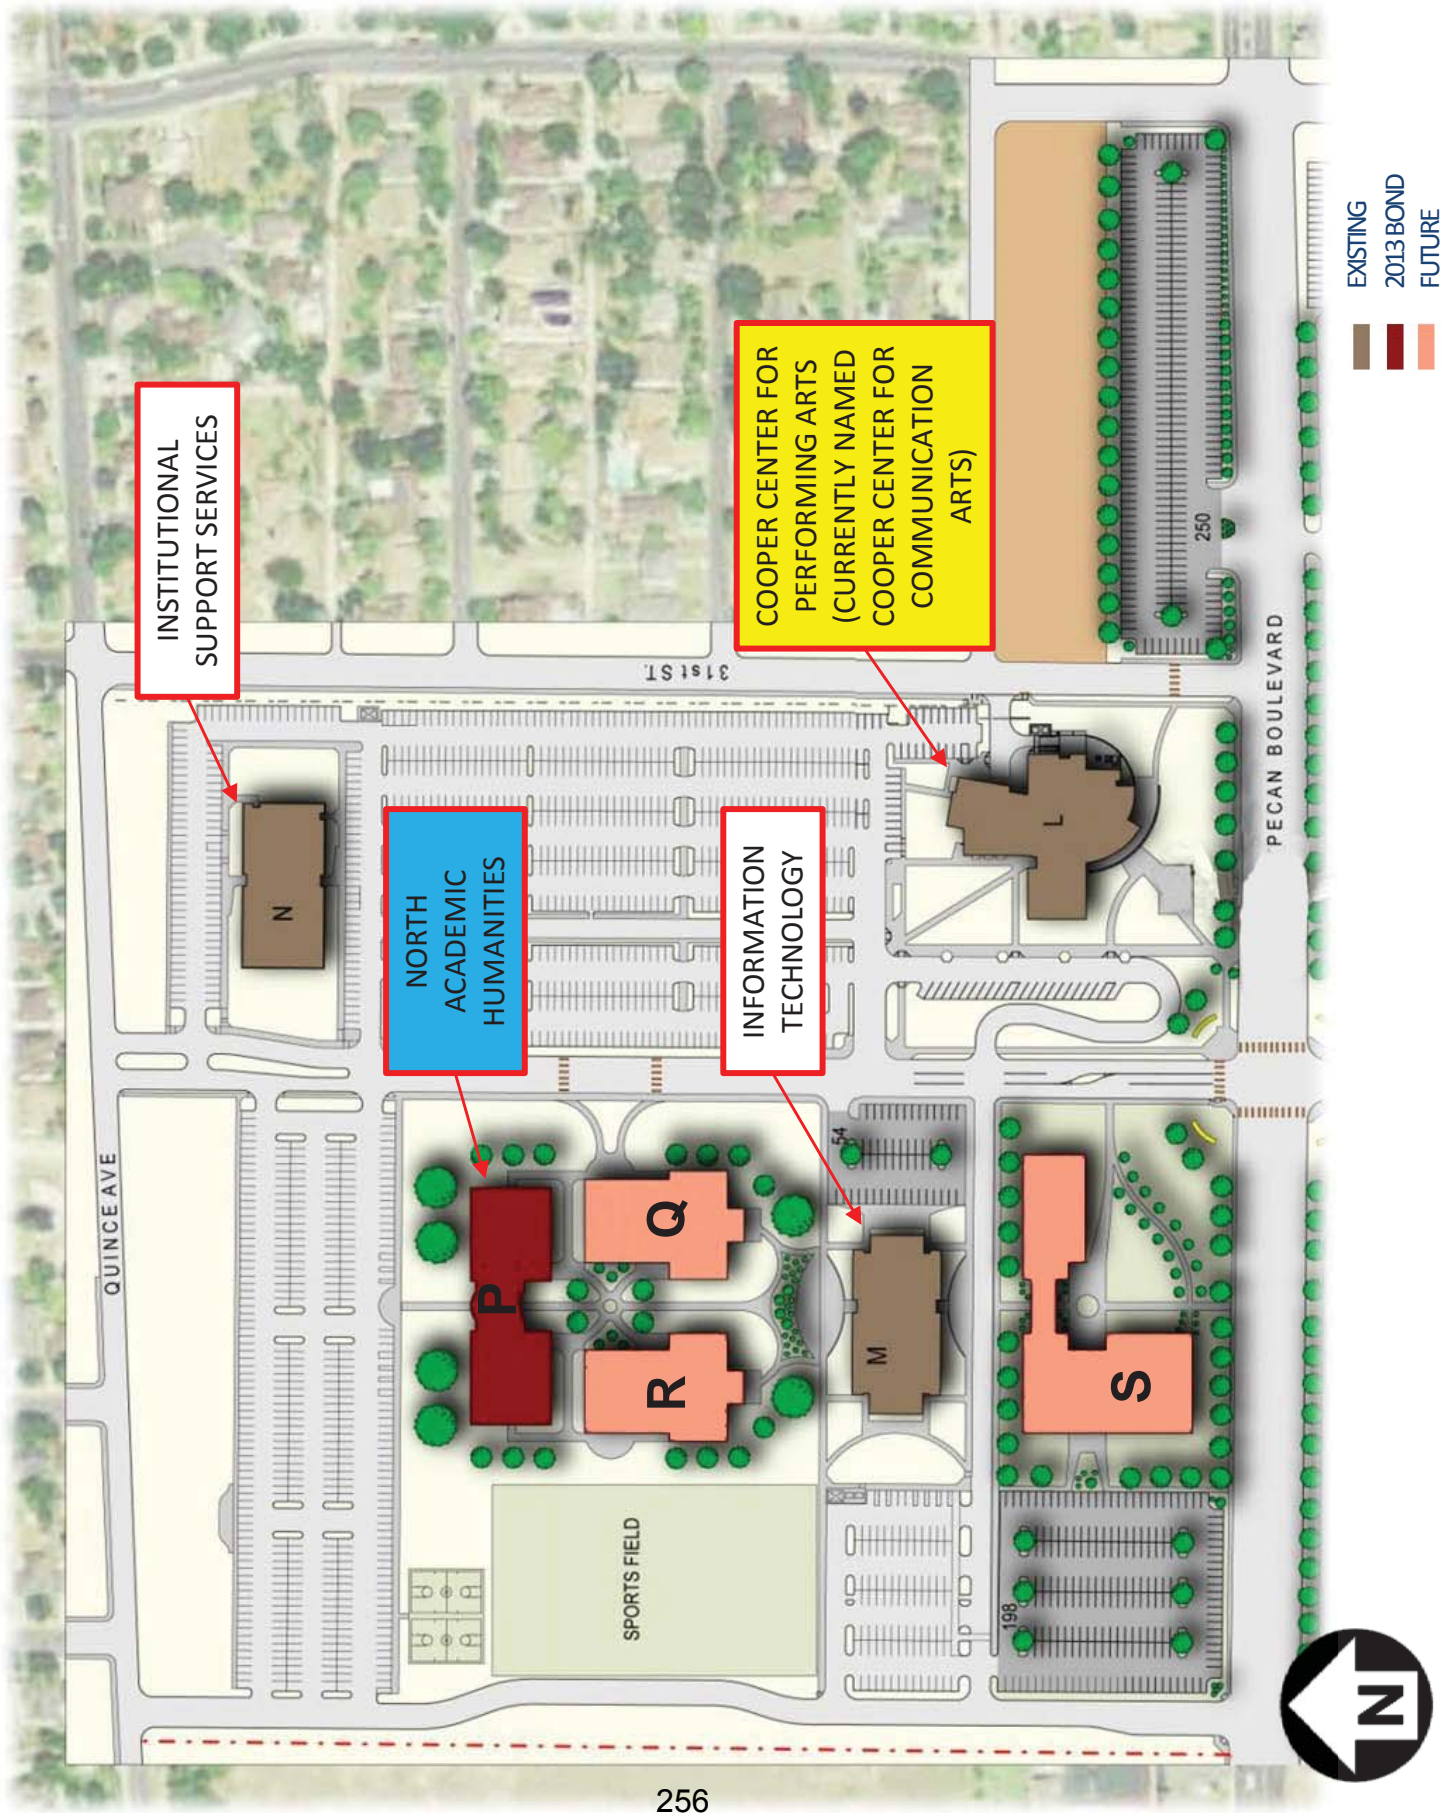 QUINCE AVE
INSTITUTIONAL
SUPPORT SERVICES
N
NORTH
ACADEMIC
HUMANITIES
P
R
Q
SPORTS FIELD
31st ST.
INFORMATION
TECHNOLOGY
M
54
COOPER CENTER FOR
PERFORMING ARTS
(CURRENTLY NAMED
COOPER CENTER FOR
COMMUNICATION
ARTS)
L
198
S
250
PECAN BOULEVARD
N
EXISTING
2013 BOND
FUTURE
256